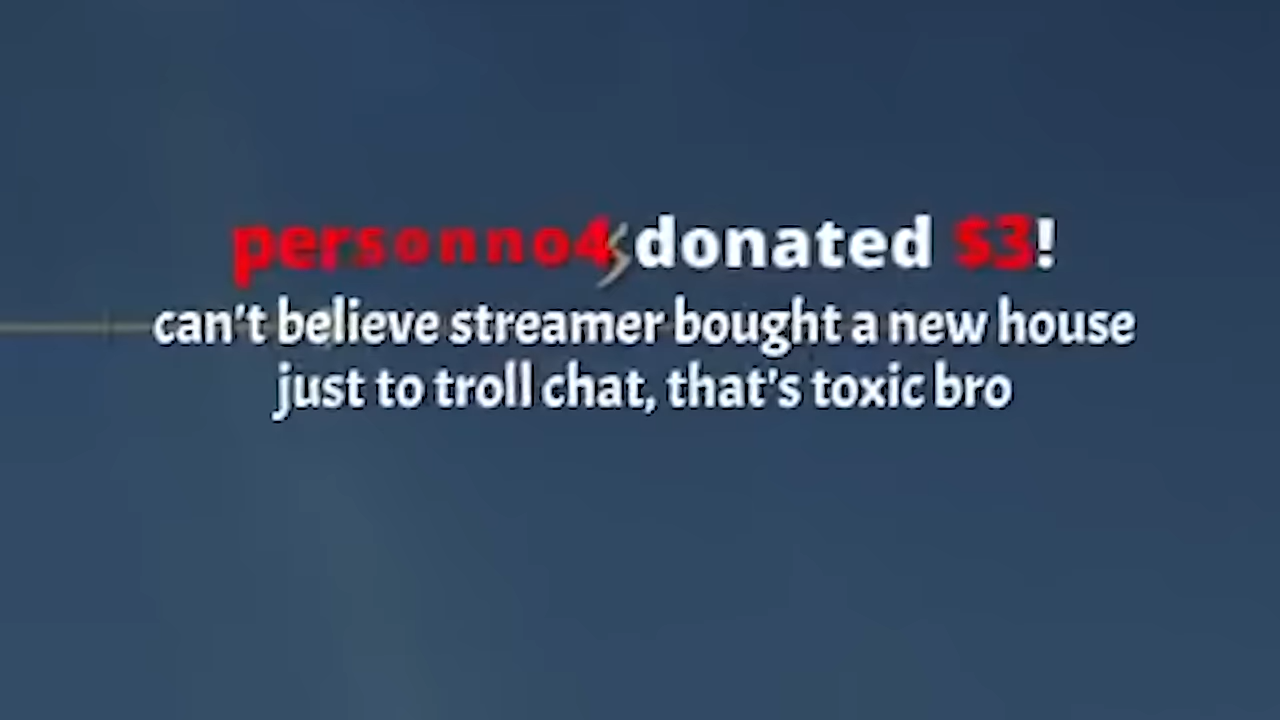 personno4 donated $3!
can't believe streamer bought a new house
just to troll chat, that's toxic bro